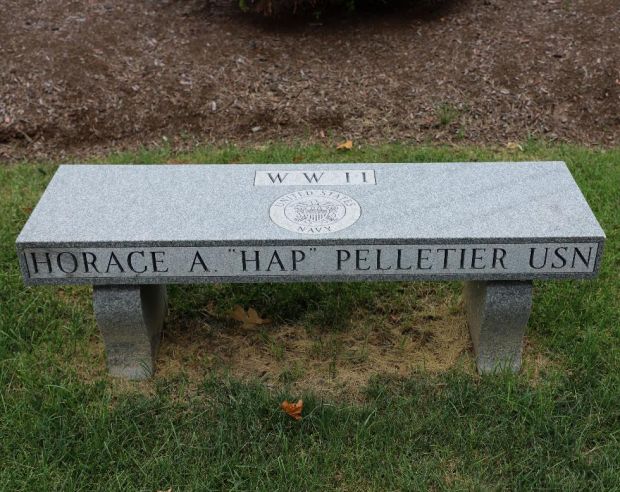 W W II
UNITED STATES
NAVY
HORACE A. "HAP" PELLETIER USN